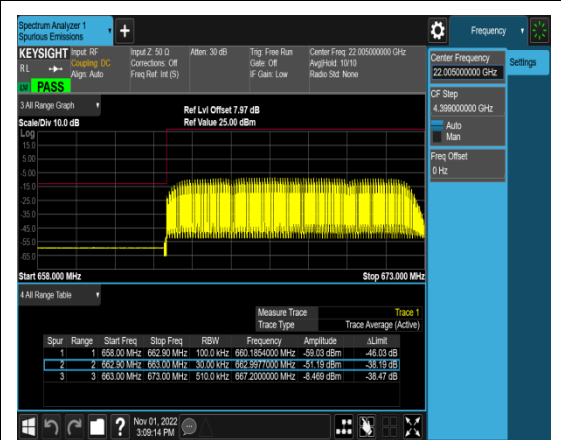 Spectrum Analyzer 1
Spurious Emissions
Frequency
KEYSIGHT Input: RF Input Z: 50 Ω Atten: 30 dB Trig: Free Run Center Freq: 22.005000000 GHz
RL Coupling: DC Corrections: Off Gate: Off Avg|Hold: 10/10
Align: Auto Freq Ref: Int (S) IF Gain: Low Radio Std: None
LM PASS
Center Frequency
22.005000000 GHz
Settings
CF Step
4.399000000 GHz
Auto
Man
Freq Offset
0 Hz
3 All Range Graph
Ref Lvl Offset 7.97 dB
Scale/Div 10.0 dB Ref Value 25.00 dBm
Log
15.0
5.00
-5.00
-15.0
-25.0
-35.0
-45.0
-55.0
-65.0
Start 658.000 MHz Stop 673.000 MHz
4 All Range Table
Measure Trace Trace 1
Trace Type Trace Average (Active)
Spur Range Start Freq Stop Freq RBW Frequency Amplitude ΔLimit
1 1 658.00 MHz 662.90 MHz 100.0 kHz 660.1854000 MHz -59.03 dBm -46.03 dB
2 2 662.90 MHz 663.00 MHz 30.00 kHz 662.9977000 MHz -51.19 dBm -38.19 dB
3 3 663.00 MHz 673.00 MHz 510.0 kHz 667.2000000 MHz -8.469 dBm -38.47 dB
Nov 01, 2022
3:09:14 PM